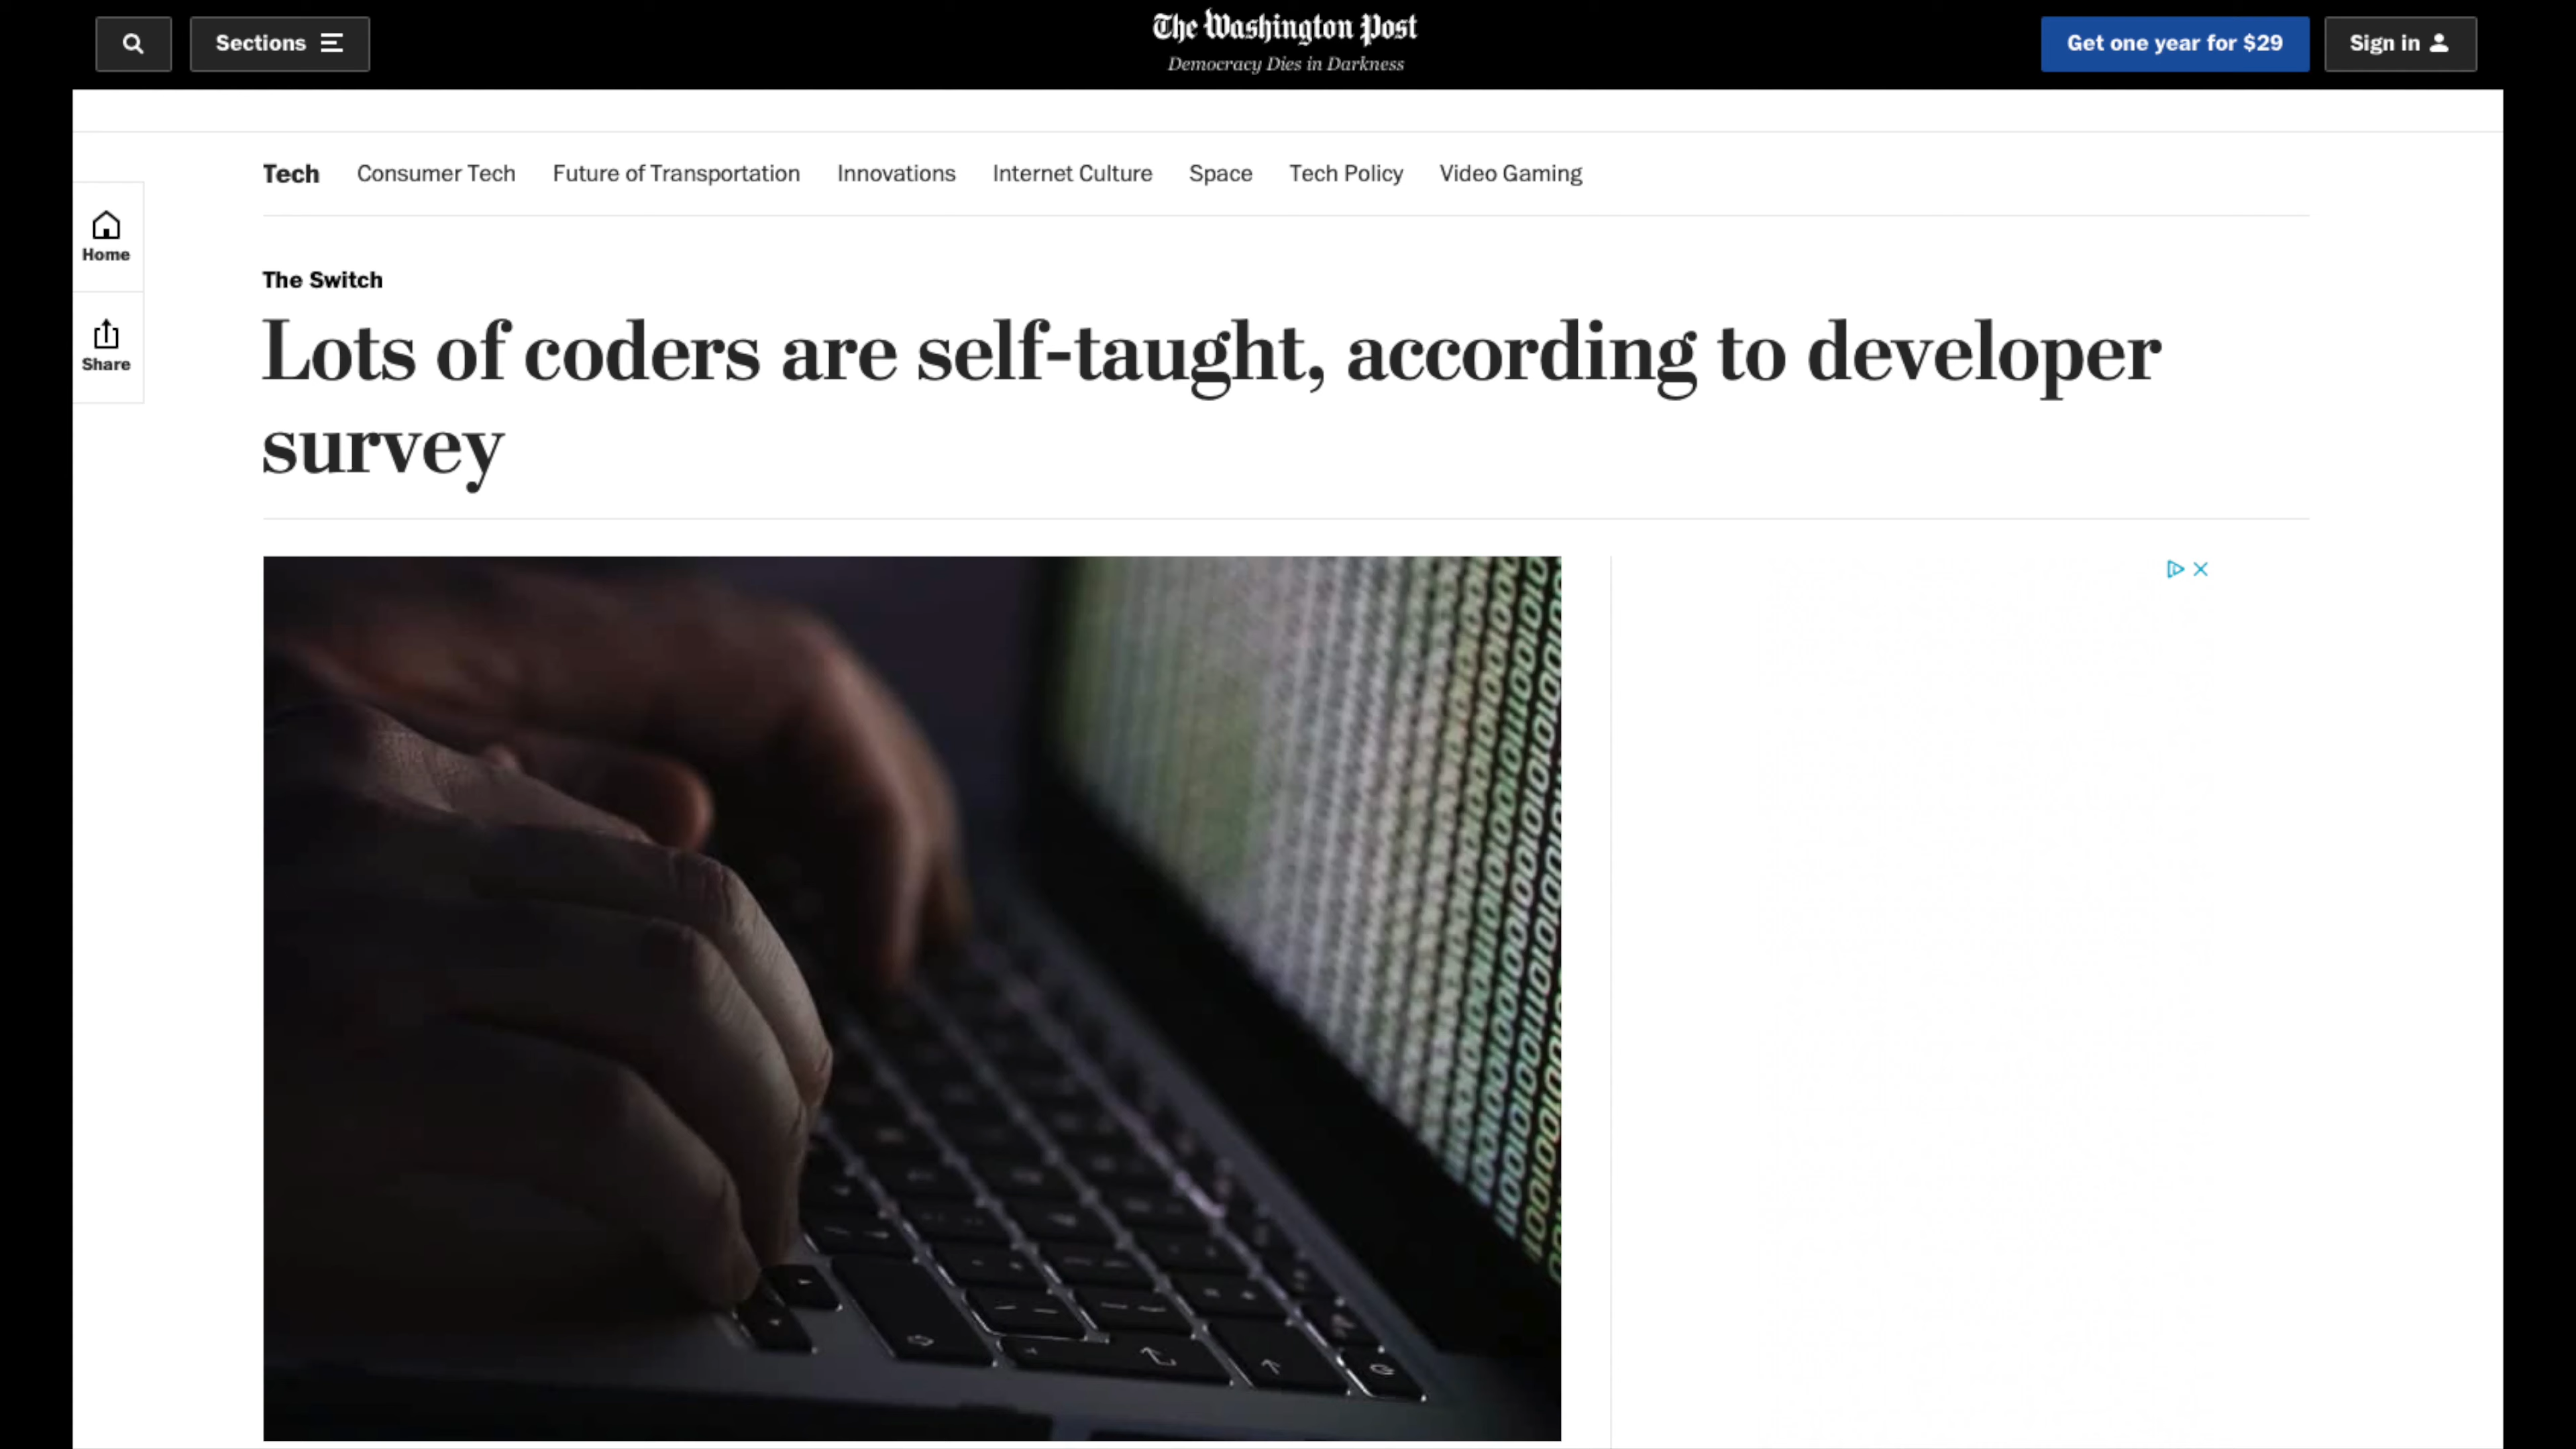 Sections
The Washington Post
Democracy Dies in Darkness
Get one year for $29
Sign in
Tech
Consumer Tech
Future of Transportation
Innovations
Internet Culture
Space
Tech Policy
Video Gaming
Home
Share
The Switch
Lots of coders are self-taught, according to developer
survey